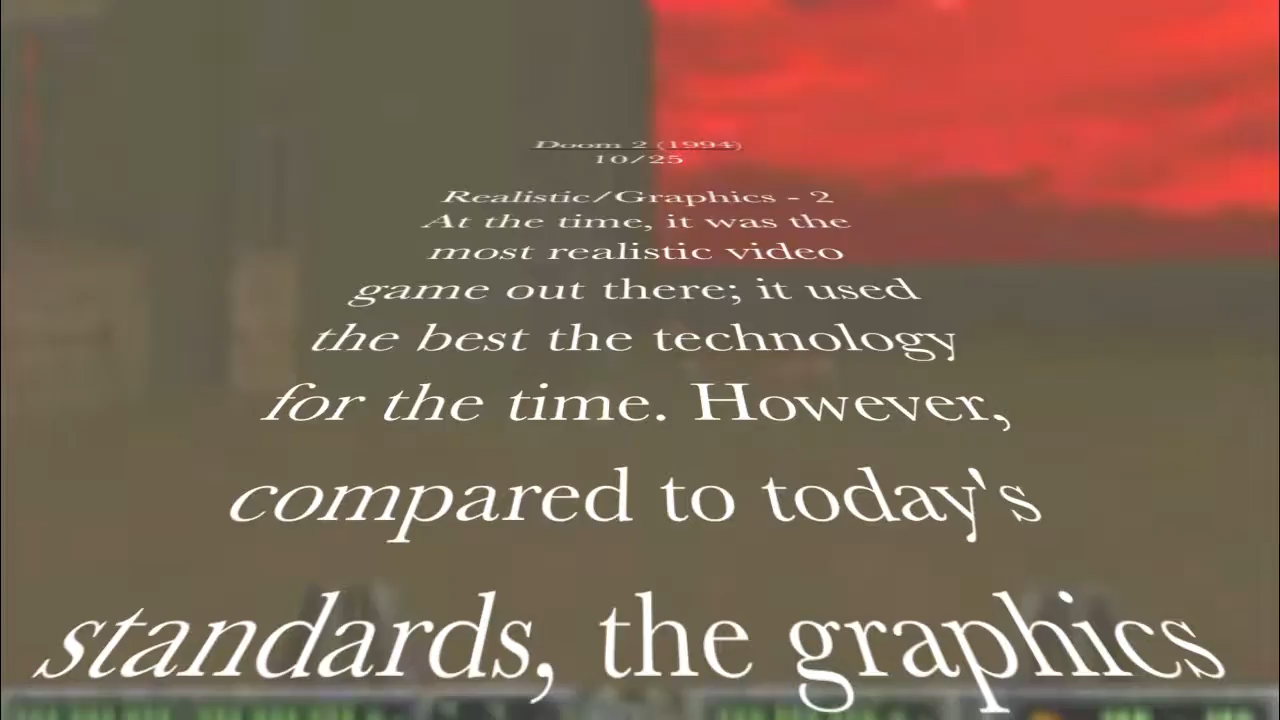 Doom 2 (1994)
10/25
Realistic/Graphics - 2
At the time, it was the
most realistic video
game out there; it used
the best the technology
for the time. However,
compared to today's
standards, the graphics